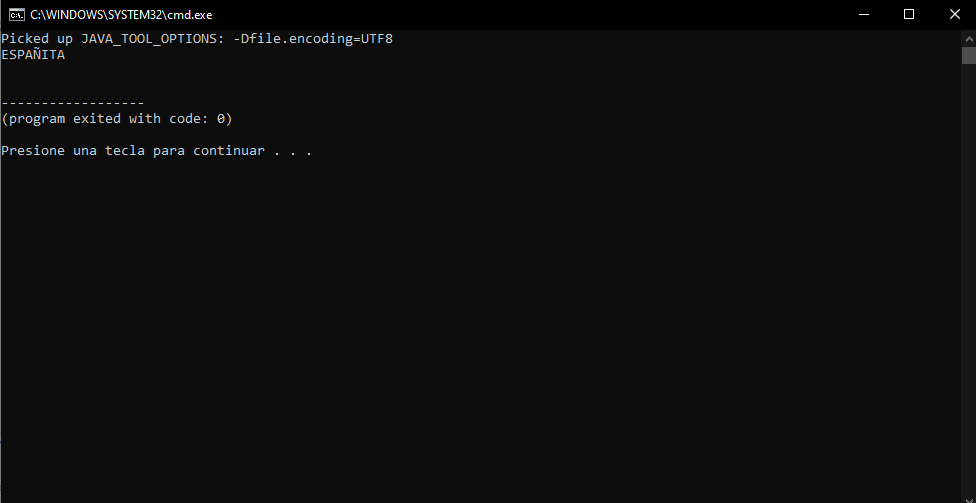 C:\WINDOWS\SYSTEM32\cmd.exe
Picked up JAVA_TOOL_OPTIONS: -Dfile.encoding=UTF8
ESPAÑITA
------------------
(program exited with code: 0)
Presione una tecla para continuar . . .